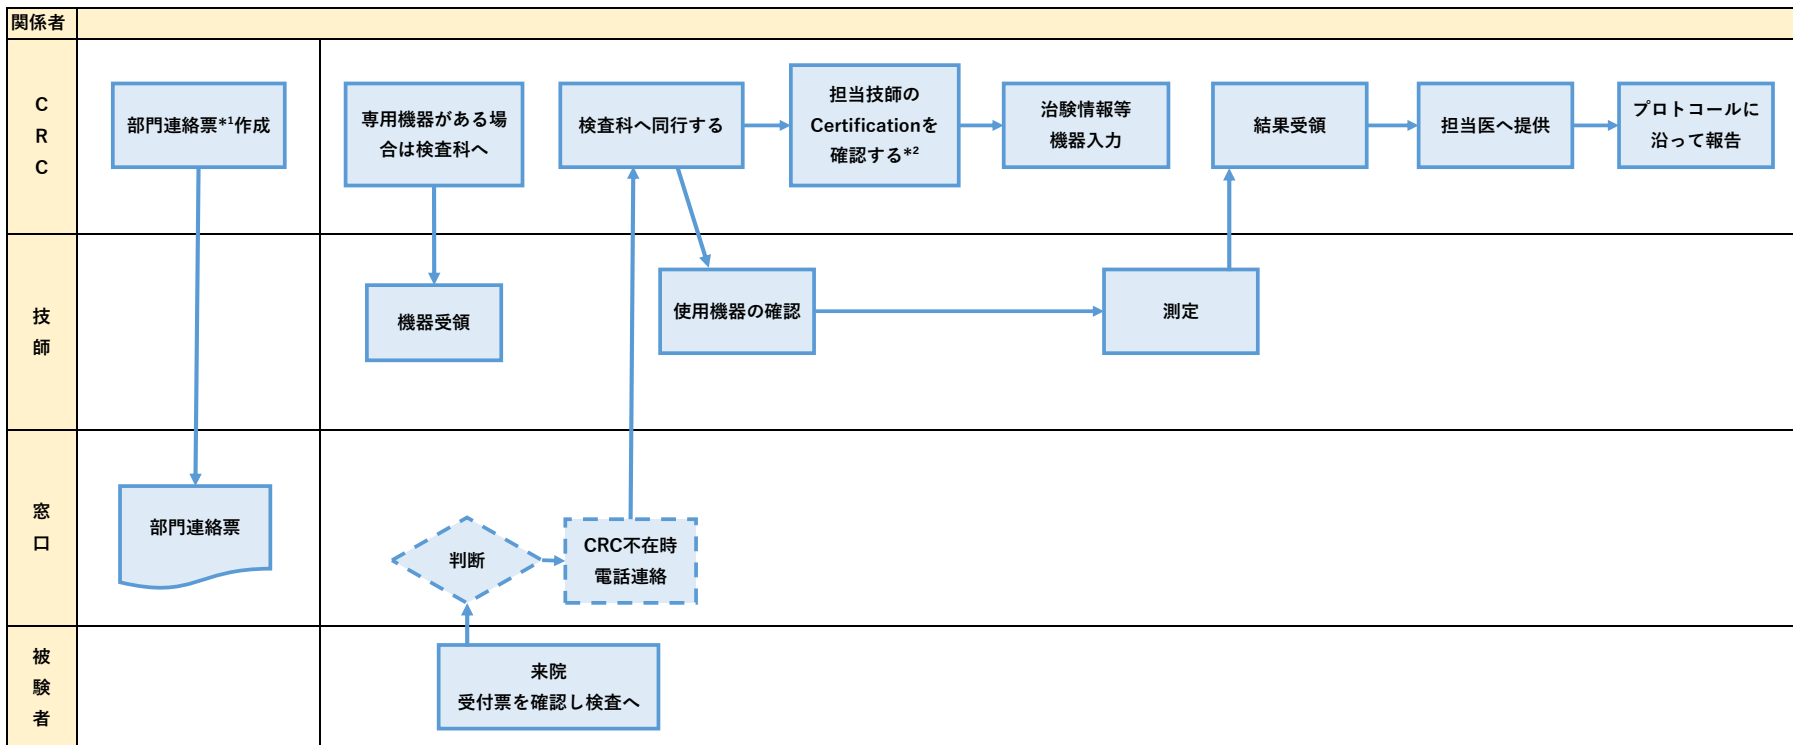 関係者
CRC
部門連絡票*1作成
専用機器がある場
合は検査科へ
検査科へ同行する
担当技師の
Certificationを
確認する*2
治験情報等
機器入力
結果受領
担当医へ提供
プロトコールに
沿って報告
技師
機器受領
使用機器の確認
測定
窓口
部門連絡票
判断
CRC不在時
電話連絡
被験者
来院
受付票を確認し検査へ